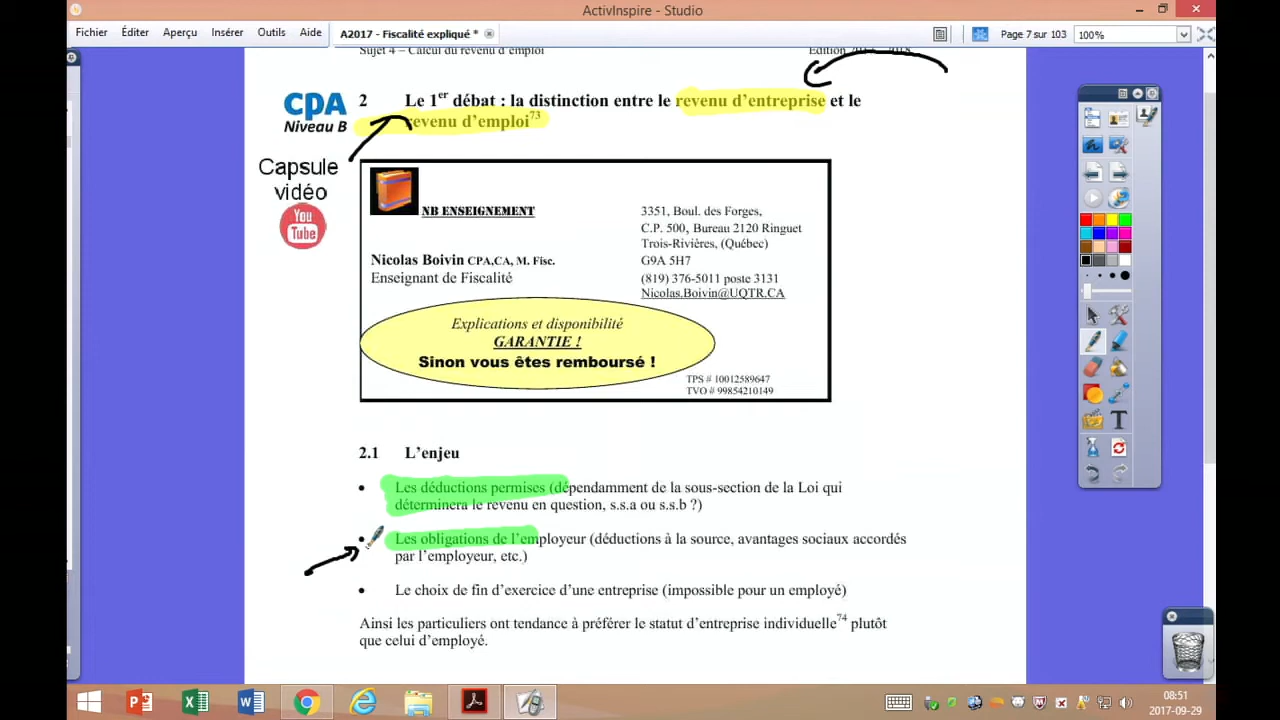 ActivInspire - Studio
Fichier Éditer Aperçu Insérer Outils Aide A2017 - Fiscalité expliqué * Page 7 sur 103 100%
Sujet 4 – Calcul du revenu d'emploi Édition
CPA
Niveau B
2 Le 1er débat : la distinction entre le revenu d'entreprise et le
revenu d'emploi73
Capsule
vidéo
You
Tube
NB ENSEIGNEMENT
3351, Boul. des Forges,
C.P. 500, Bureau 2120 Ringuet
Trois-Rivières, (Québec)
Nicolas Boivin CPA,CA, M. Fisc. G9A 5H7
Enseignant de Fiscalité (819) 376-5011 poste 3131
Nicolas.Boivin@UQTR.CA
Explications et disponibilité
GARANTIE !
Sinon vous êtes remboursé !
TPS # 10012589647
TVO # 99854210149
2.1 L'enjeu
• Les déductions permises (dépendamment de la sous-section de la Loi qui
déterminera le revenu en question, s.s.a ou s.s.b ?)
• Les obligations de l'employeur (déductions à la source, avantages sociaux accordés
par l'employeur, etc.)
• Le choix de fin d'exercice d'une entreprise (impossible pour un employé)
Ainsi les particuliers ont tendance à préférer le statut d'entreprise individuelle74 plutôt
que celui d'employé.
08:51
2017-09-29